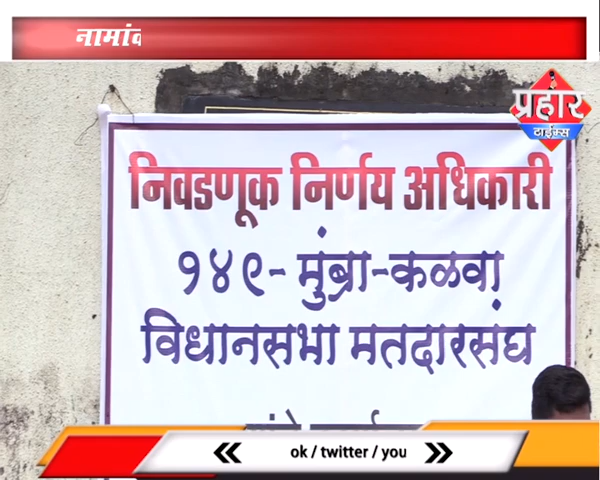 नामांव
प्रहार
टाईम्स
निवडणूक निर्णय अधिकारी
१४९- मुंब्रा-कळवा
विधानसभा मतदारसंघ
ok / twitter / you